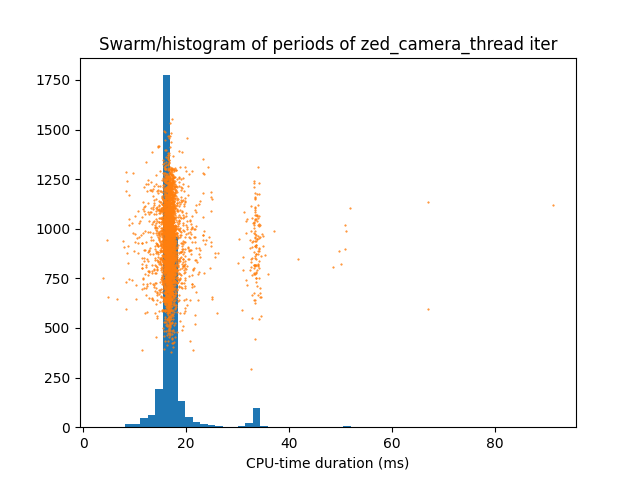 Swarm/histogram of periods of zed_camera_thread iter
1750
1500
1250
1000
750
500
250
0
0 20 40 60 80
CPU-time duration (ms)